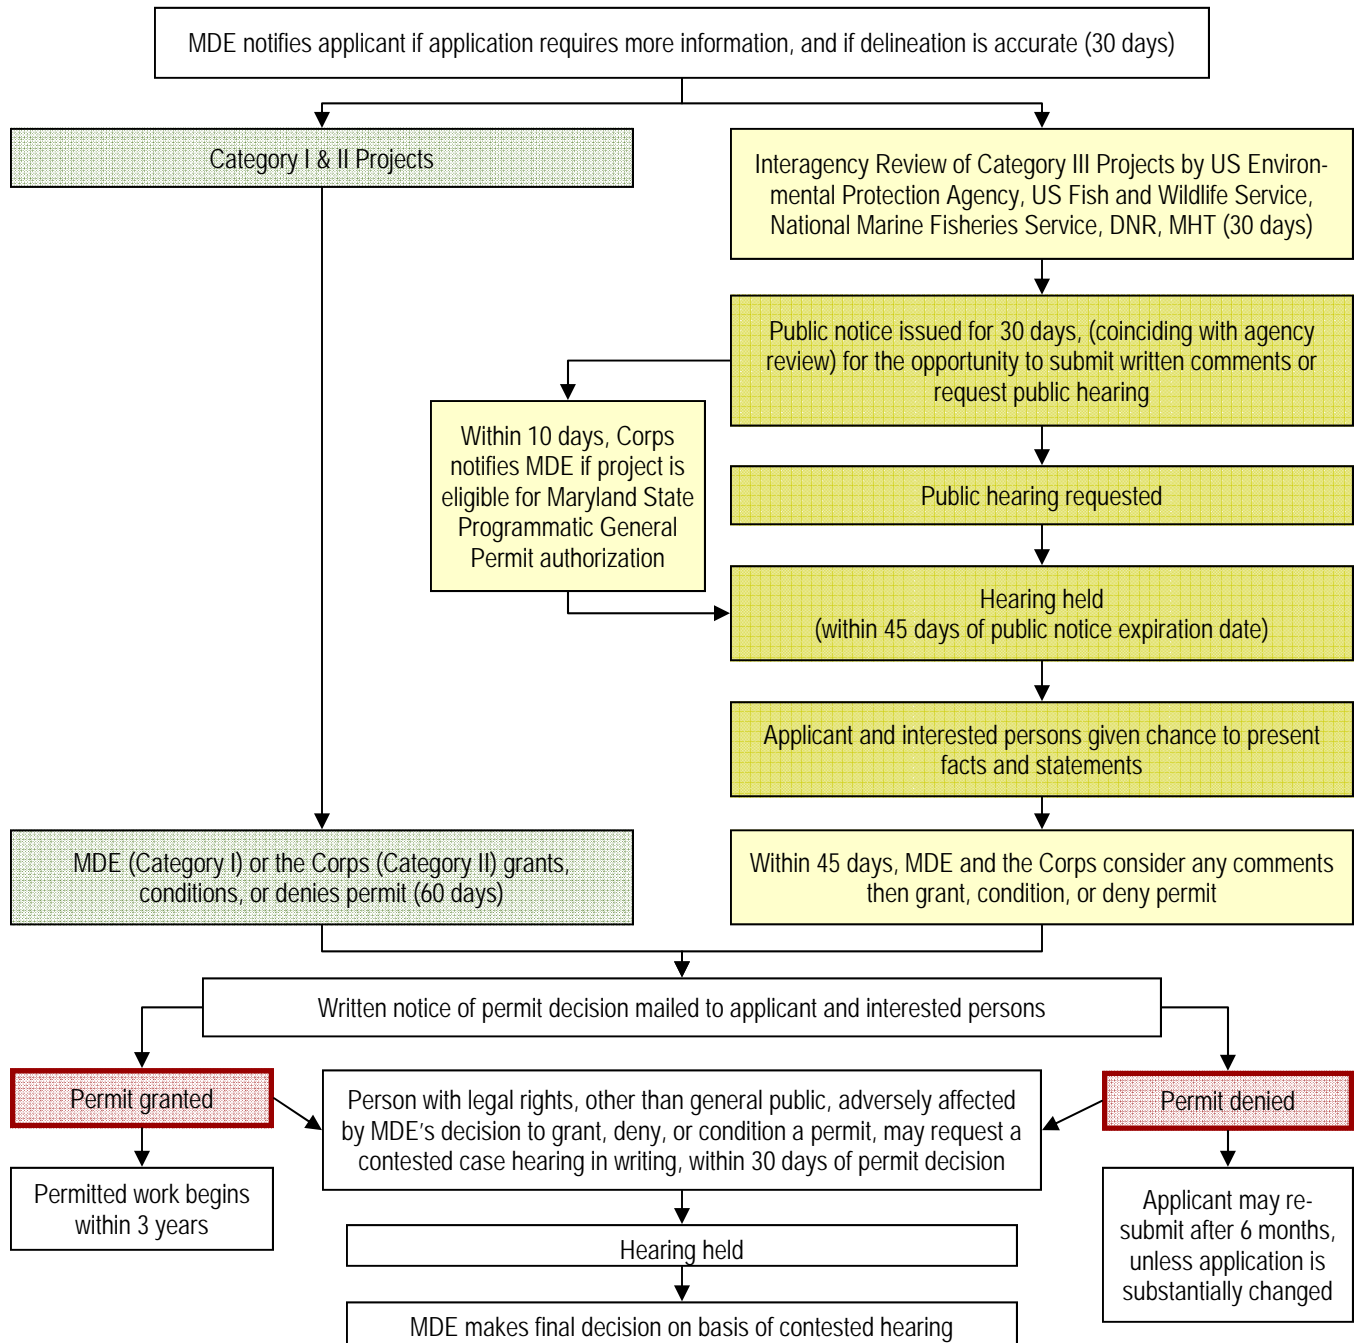 MDE notifies applicant if application requires more information, and if delineation is accurate (30 days)
Category I & II Projects
Interagency Review of Category III Projects by US Environ-
mental Protection Agency, US Fish and Wildlife Service,
National Marine Fisheries Service, DNR, MHT (30 days)
Public notice issued for 30 days, (coinciding with agency
review) for the opportunity to submit written comments or
request public hearing
Within 10 days, Corps
notifies MDE if project is
eligible for Maryland State
Programmatic General
Permit authorization
Public hearing requested
Hearing held
(within 45 days of public notice expiration date)
Applicant and interested persons given chance to present
facts and statements
MDE (Category I) or the Corps (Category II) grants,
conditions, or denies permit (60 days)
Within 45 days, MDE and the Corps consider any comments
then grant, condition, or deny permit
Written notice of permit decision mailed to applicant and interested persons
Permit granted
Person with legal rights, other than general public, adversely affected
by MDE's decision to grant, deny, or condition a permit, may request a
contested case hearing in writing, within 30 days of permit decision
Permit denied
Permitted work begins
within 3 years
Applicant may re-
submit after 6 months,
unless application is
substantially changed
Hearing held
MDE makes final decision on basis of contested hearing